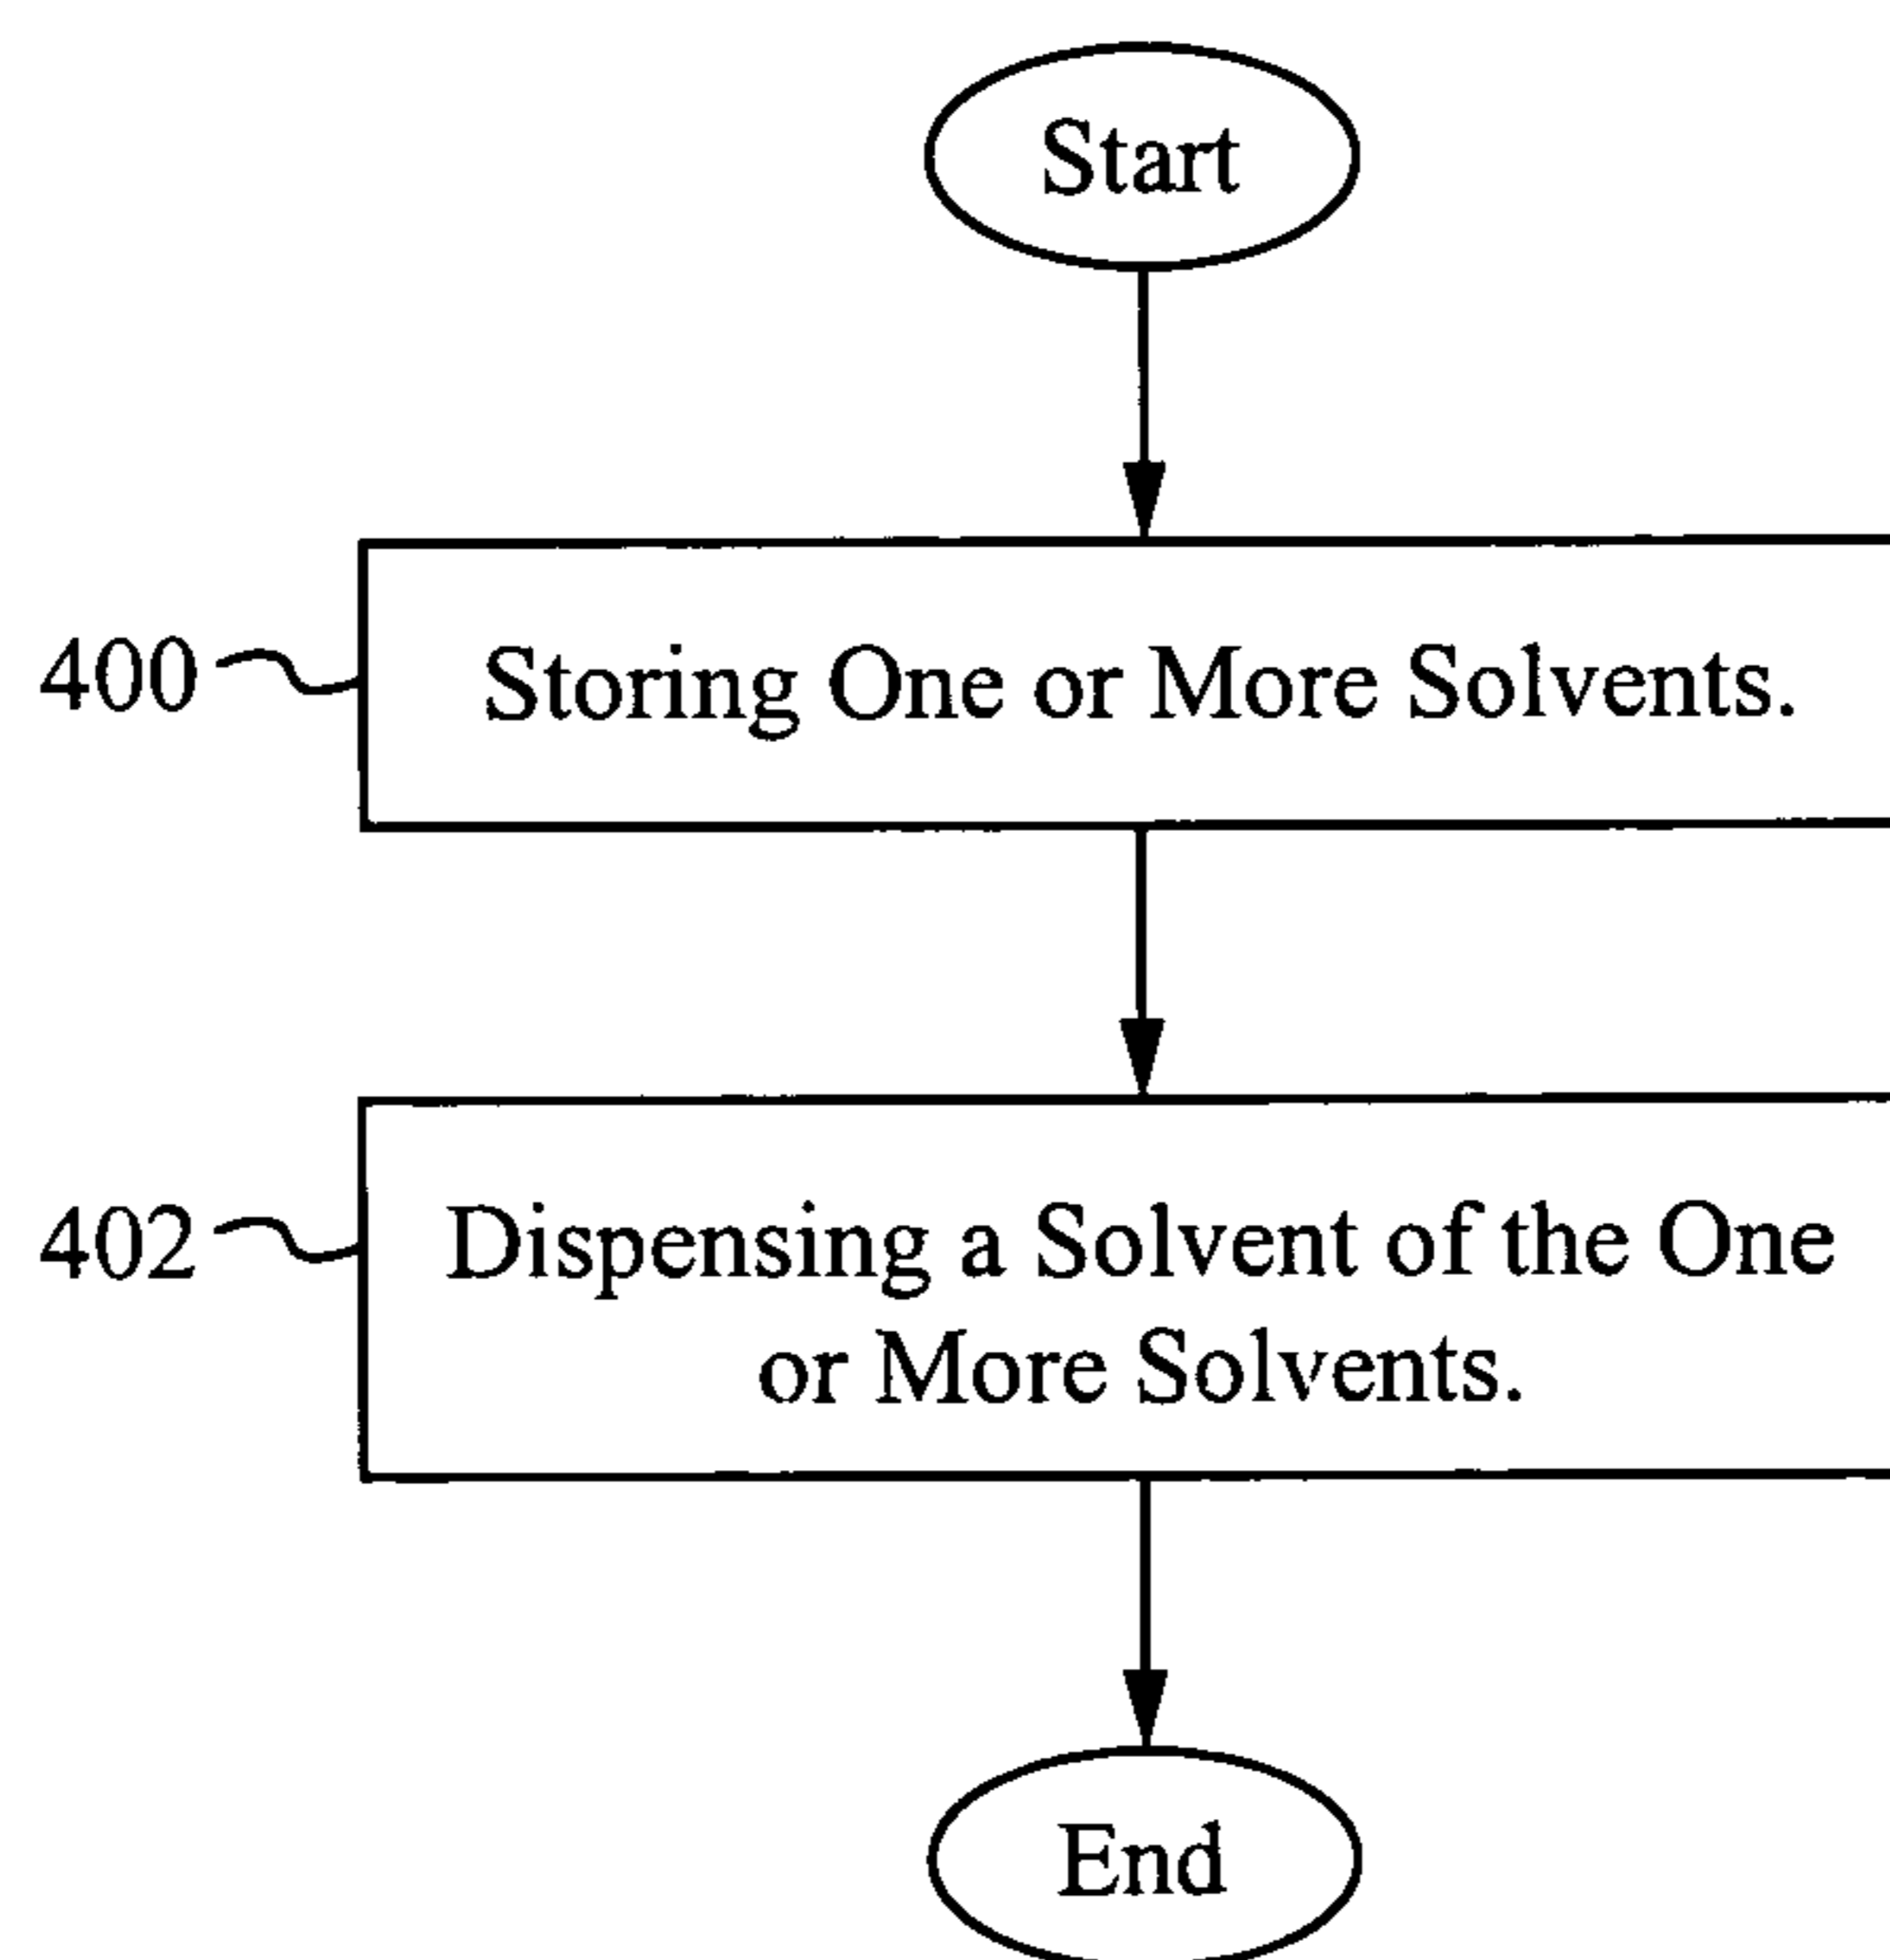 Start
400
Storing One or More Solvents.
402
Dispensing a Solvent of the One
or More Solvents.
End